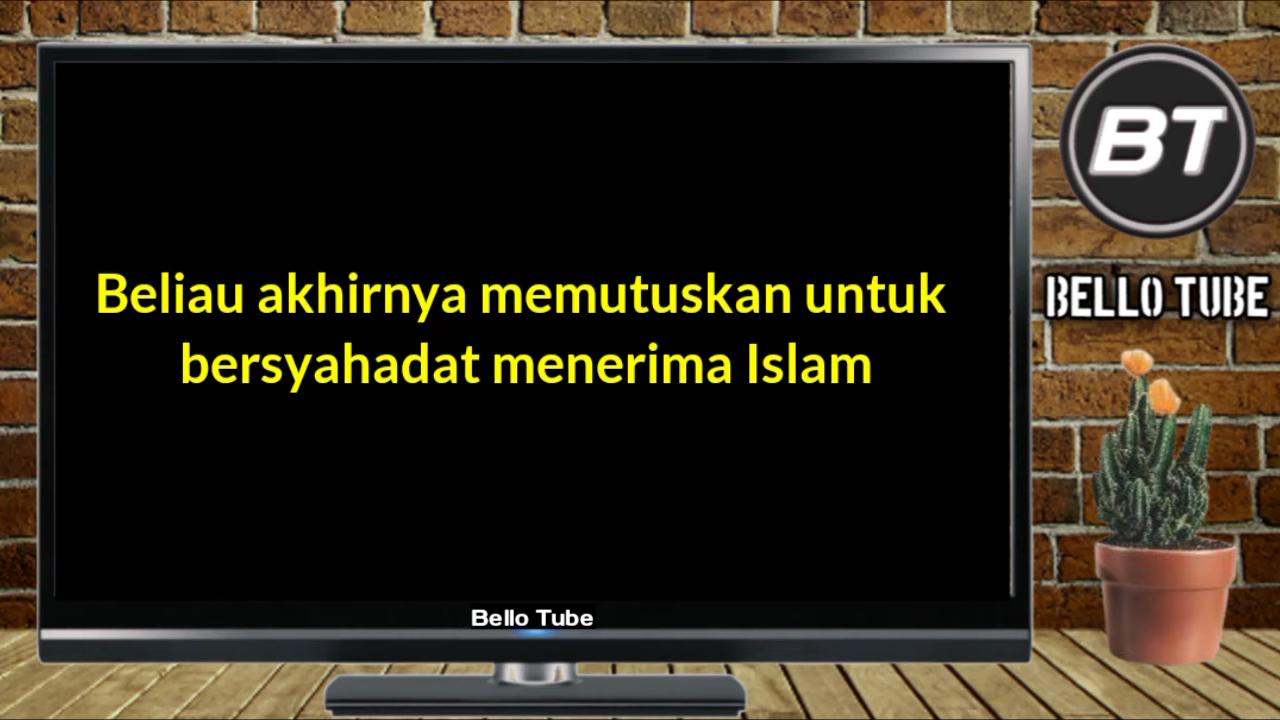 Beliau akhirnya memutuskan untuk
bersyahadat menerima Islam
BT
BELLO TUBE
Bello Tube